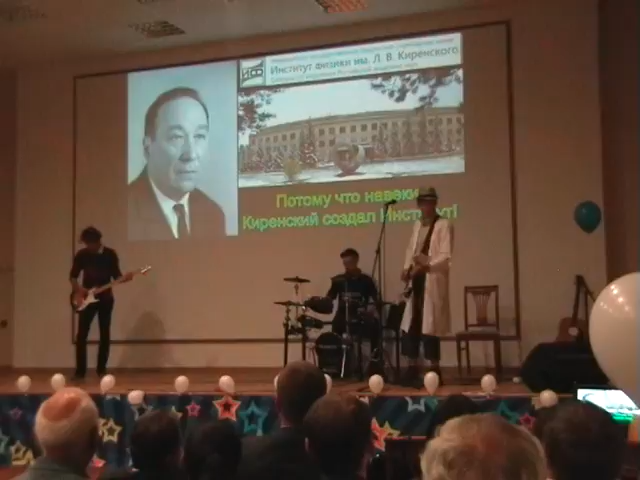 ИФ
Институт физики им. Л. В. Киренского
Потому что навеки
Киренский создал Институт!